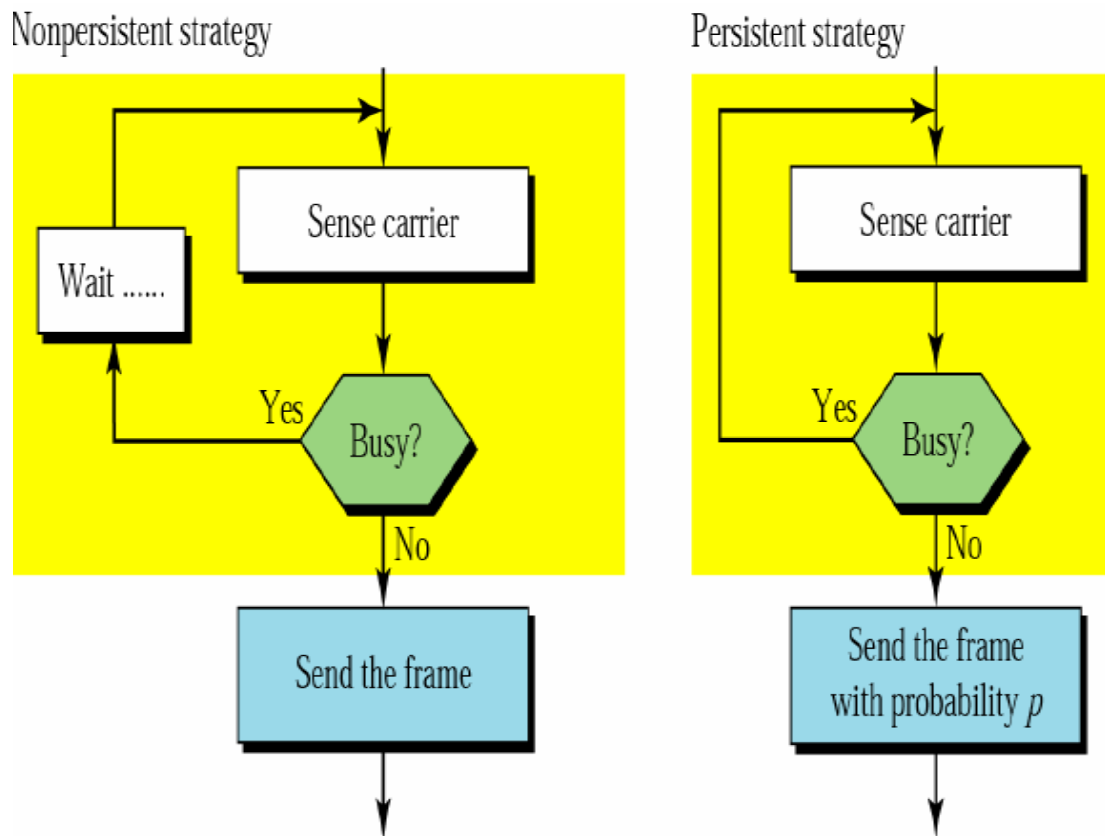 Nonpersistent strategy
Sense carrier
Wait ......
Yes
Busy?
No
Send the frame
Persistent strategy
Sense carrier
Yes
Busy?
No
Send the frame
with probability p